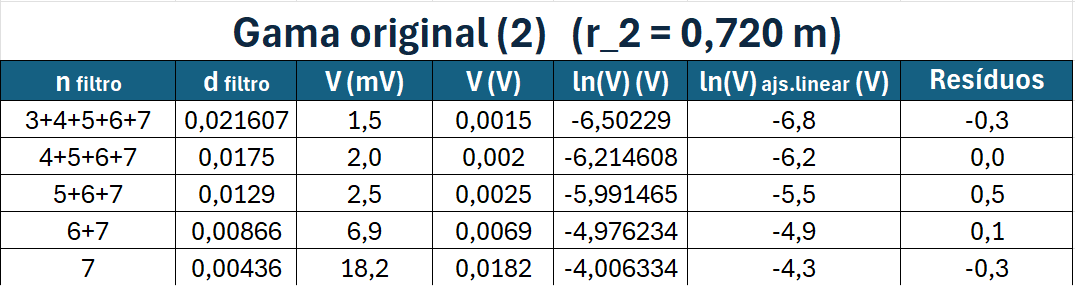 Gama original (2) (r_2 = 0,720 m)
n filtro d filtro V (mV) V (V) ln(V) (V) ln(V) ajs.linear (V) Resíduos
3+4+5+6+7 0,021607 1,5 0,0015 -6,50229 -6,8 -0,3
4+5+6+7 0,0175 2,0 0,002 -6,214608 -6,2 0,0
5+6+7 0,0129 2,5 0,0025 -5,991465 -5,5 0,5
6+7 0,00866 6,9 0,0069 -4,976234 -4,9 0,1
7 0,00436 18,2 0,0182 -4,006334 -4,3 -0,3